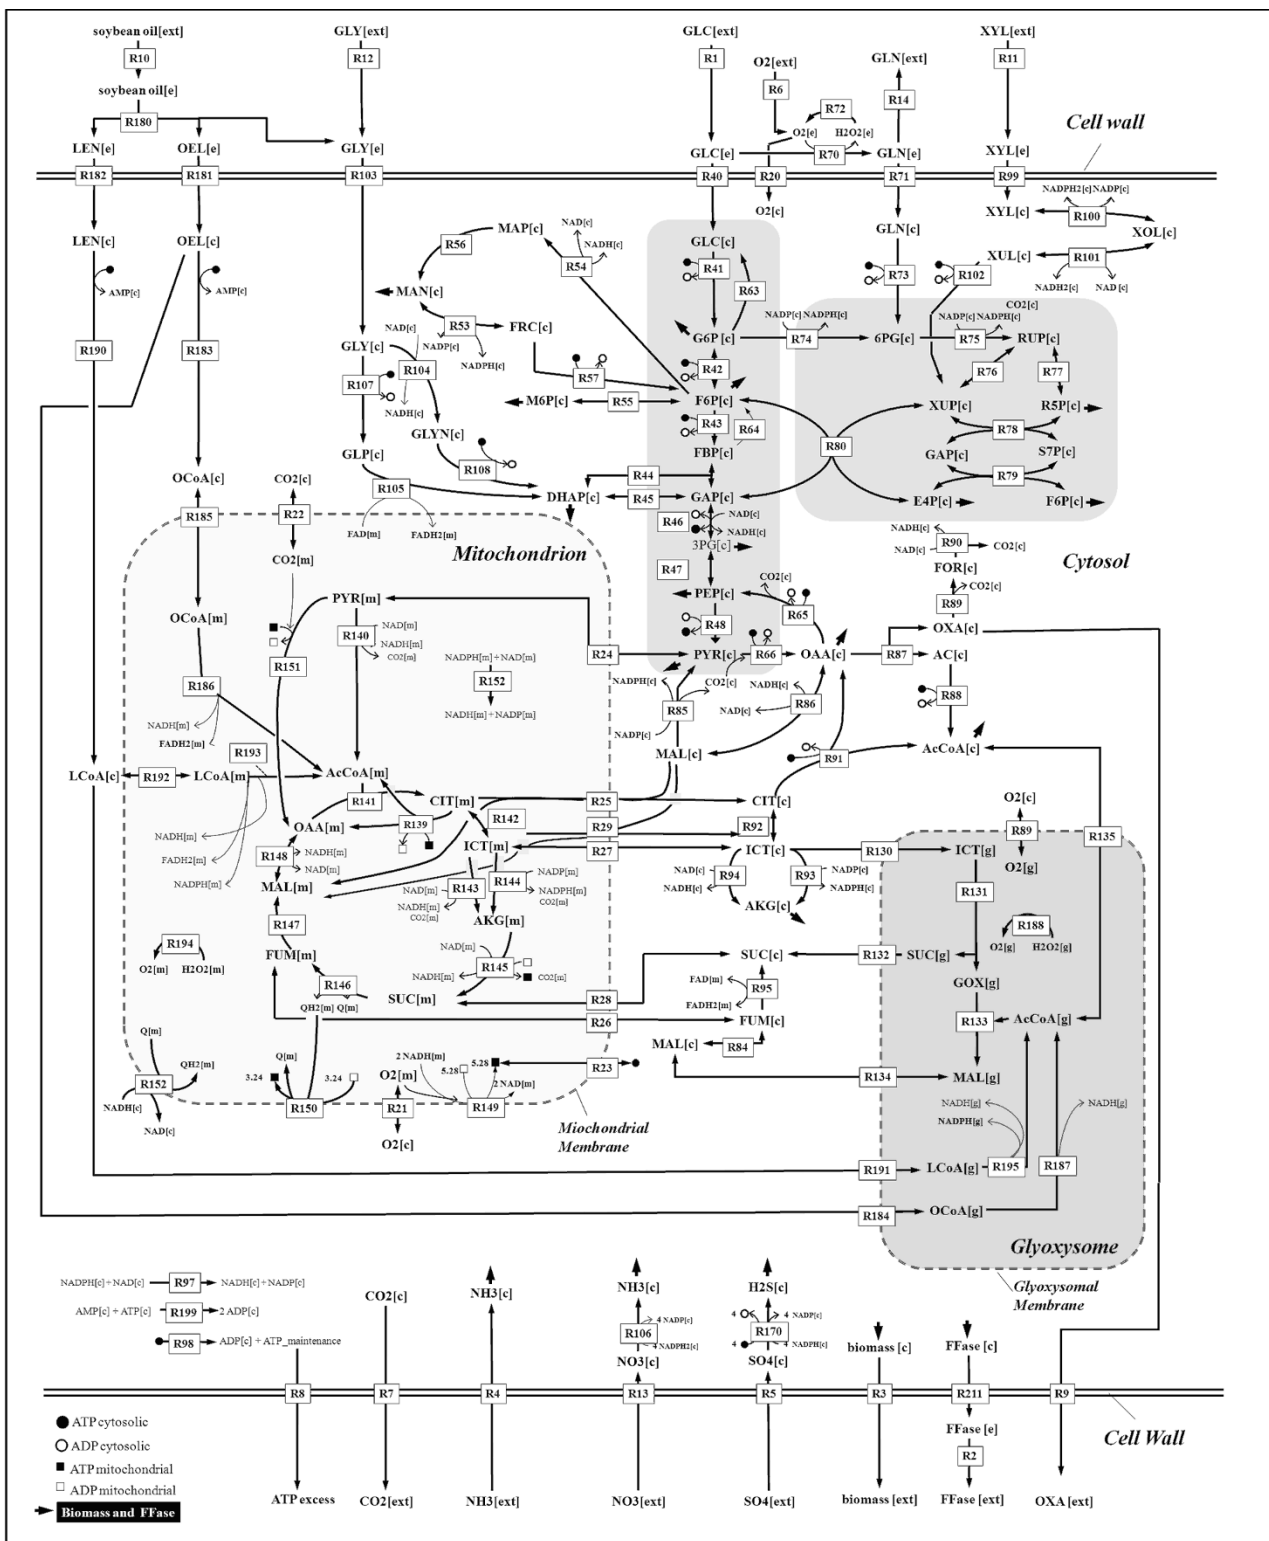 soybean oil[ext]
GLY[ext]
GLC[ext]
XYL[ext]
R10
R12
R1
O2[ext]
GLN[ext]
R11
soybean oil[e]
R6
R14
R180
R72
O2[e]
H2O2[e]
Cell wall
LEN[e]
OEL[e]
GLY[e]
GLC[e]
R70
GLN[e]
XYL[e]
R182
R181
R103
R40
R20
R71
R99
O2[c]
NADPH2[c]
NADP[c]
XYL[c]
R100
XOL[c]
LEN[c]
OEL[c]
MAP[c]
R56
NAD[c]
NADH[c]
R54
GLC[c]
GLN[c]
XUL[c]
R101
NADH2[c]
NAD[c]
AMP[c]
AMP[c]
R41
R63
R73
R102
MAN[c]
CO2[c]
R53
FRC[c]
NAD[c]
NADP[c]
NADPH[c]
G6P[c]
NADP[c]
NADPH[c]
R74
6PG[c]
NADP[c]
NADPH[c]
R75
RUP[c]
R190
R183
GLY[c]
R104
R107
NADH[c]
R57
R42
R76
R77
M6P[c]
R55
F6P[c]
XUP[c]
R5P[c]
R43
R64
R78
GLYN[c]
R80
GLP[c]
R108
FBP[c]
GAP[c]
S7P[c]
OCoA[c]
CO2[c]
R105
R44
R79
DHAP[c]
R45
GAP[c]
E4P[c]
F6P[c]
R185
R22
FAD[m]
FADH2[m]
R46
NAD[c]
NADH[c]
NADH[c]
R90
NAD[c]
CO2[c]
Mitochondrion
3PG[c]
Cytosol
CO2[m]
R47
FOR[c]
CO2[c]
CO2[c]
R89
PYR[m]
PEP[c]
R65
OCoA[m]
R140
NAD[m]
NADH[m]
CO2[m]
R48
OXA[c]
R151
NADPH[m]+NAD[m]
R24
PYR[c]
R66
OAA[c]
R87
AC[c]
R186
R152
NADPH[c]
CO2[c]
NADH[c]
R88
NADH[m]+NADP[m]
R85
NAD[c]
R86
NADH[m]
FADH2[m]
NADP[c]
R193
MAL[c]
R91
AcCoA[c]
LCoA[c]
R192
LCoA[m]
AcCoA[m]
R141
CIT[m]
R25
CIT[c]
O2[c]
OAA[m]
R139
R142
R29
R92
NADH[m]
R148
NADH[m]
NAD[m]
ICT[m]
R27
ICT[c]
R130
R89
ICT[g]
R135
FADH2[m]
NAD[c]
R94
R93
NADP[c]
O2[g]
NADPH[m]
MAL[m]
NAD[m]
R143
R144
NADP[m]
NADPH[m]
CO2[m]
NADH[m]
CO2[m]
NADH[c]
NADPH[c]
R131
R147
AKG[m]
AKG[c]
R188
R194
O2[m]
H2O2[m]
FUM[m]
NAD[m]
O2[g]
H2O2[g]
NADH[m]
R145
CO2[m]
SUC[c]
R132
SUC[g]
R146
FAD[m]
GOX[g]
QH2[m]
Q[m]
SUC[m]
R28
R95
FADH2[m]
R26
FUM[c]
R133
AcCoA[g]
Q[m]
Q[m]
2 NADH[m]
MAL[c]
R84
QH2[m]
5.28
5.28
R23
R152
3.24
3.24
O2[m]
2 NAD[m]
R134
MAL[g]
NADH[c]
R150
R21
R149
NADH[g]
NADH[g]
NAD[c]
O2[c]
Miochondrial
Membrane
NADPH[g]
R191
LCoA[g]
R195
R187
R184
OCoA[g]
Glyoxysome
NADPH[c]+NAD[c]
R97
NADH[c]+NADP[c]
Glyoxysomal
Membrane
AMP[c] + ATP[c]
R199
2 ADP[c]
CO2[c]
NH3[c]
NH3[c]
H2S[c]
R98
ADP[c] + ATP_maintenance
R106
4 NADP[c]
4 NADPH2[c]
4
4 NADP[c]
R170
4
4 NADPH[c]
biomass [c]
FFase [c]
NO3[c]
SO4[c]
R8
R7
R4
R13
R5
R3
R211
R9
ATP cytosolic
ADP cytosolic
ATP mitochondrial
ADP mitochondrial
Biomass and FFase
FFase [e]
R2
Cell Wall
ATP excess
CO2[ext]
NH3[ext]
NO3[ext]
SO4[ext]
biomass [ext]
FFase [ext]
OXA [ext]